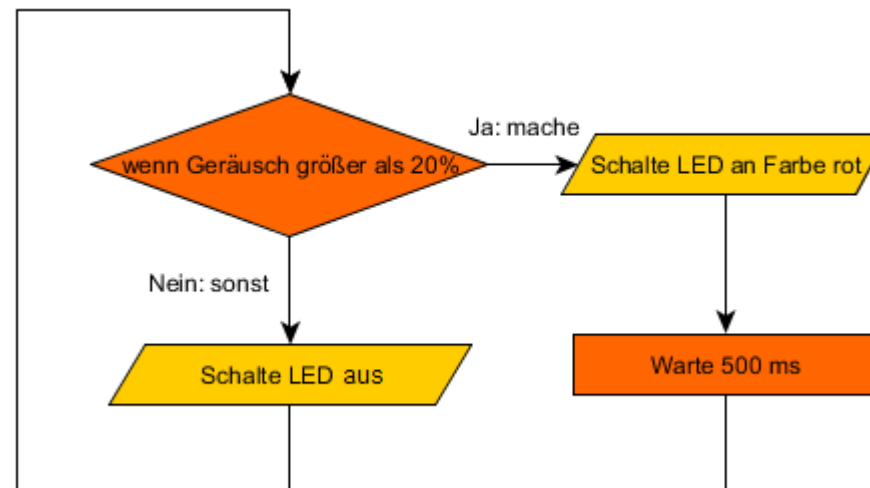 wenn Geräusch größer als 20%
Ja: mache
Schalte LED an Farbe rot
Nein: sonst
Schalte LED aus
Warte 500 ms